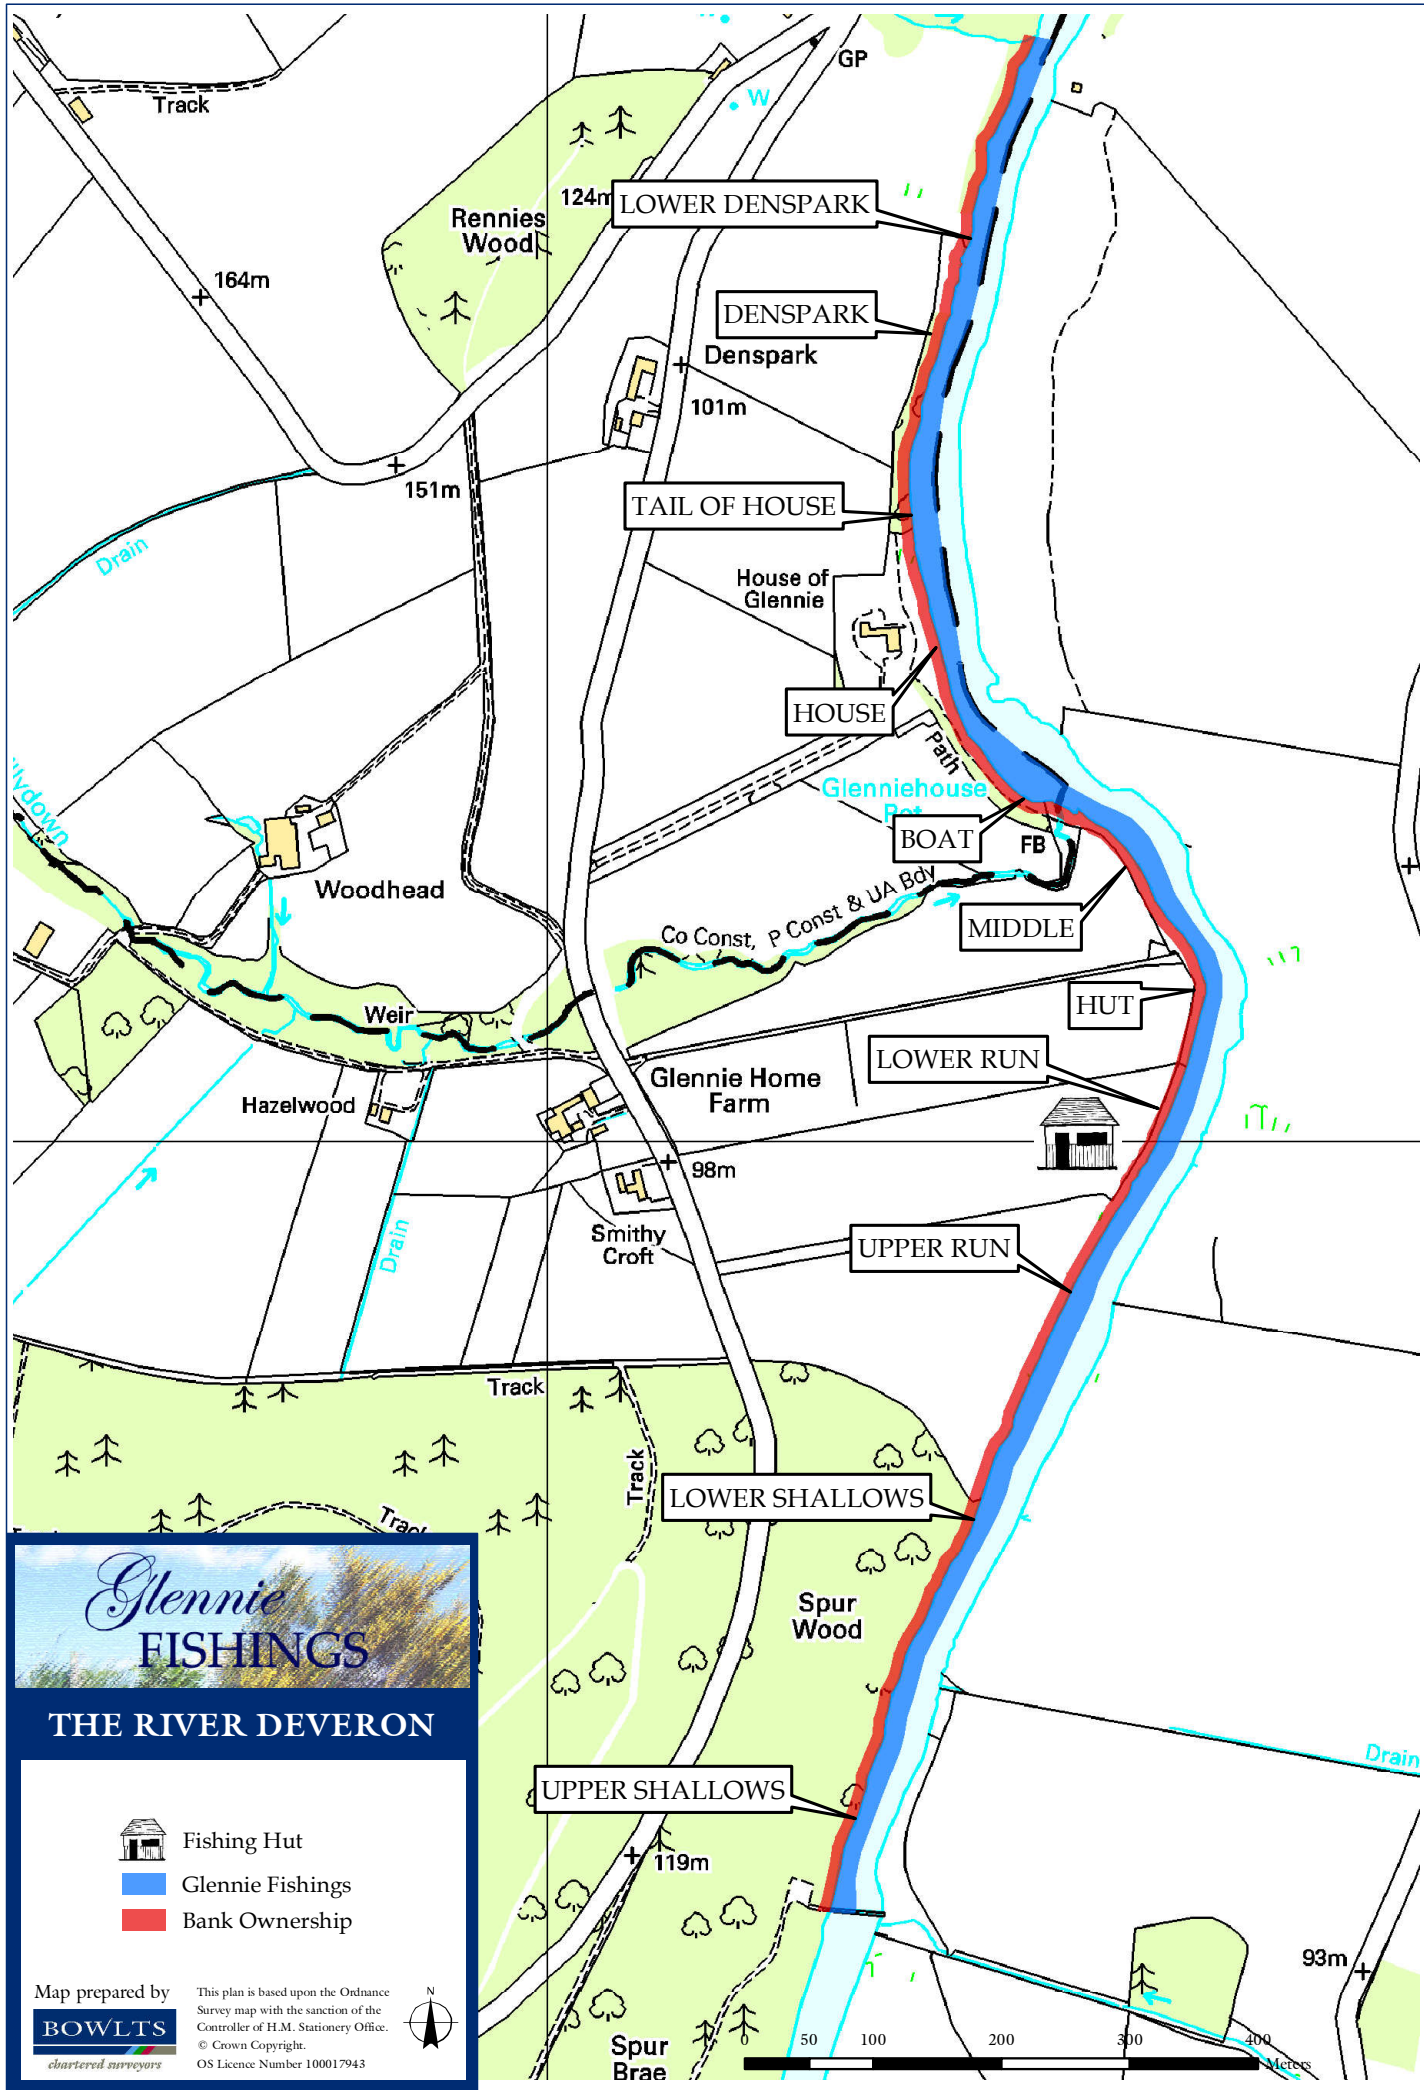 GP
Track
W
124m
LOWER DENSPARK
Rennies
Wood
164m
DENSPARK
Denspark
101m
151m
TAIL OF HOUSE
Drain
House of
Glennie
HOUSE
Path
Glenniehouse
BOAT
FB
Woodhead
Co Const, P Const & UA Bdy
MIDDLE
HUT
Weir
LOWER RUN
Glennie Home
Farm
Hazelwood
98m
Smithy
Croft
Drain
UPPER RUN
Track
Track
LOWER SHALLOWS
Spur
Wood
Drain
UPPER SHALLOWS
119m
93m
Spur
Brae
0 50 100 200 300 400
Meters
Glennie
FISHINGS
THE RIVER DEVERON
Fishing Hut
Glennie Fishings
Bank Ownership
Map prepared by
BOWLTS
chartered surveyors
This plan is based upon the Ordnance
Survey map with the sanction of the
Controller of H.M. Stationery Office.
© Crown Copyright.
OS Licence Number 100017943
N